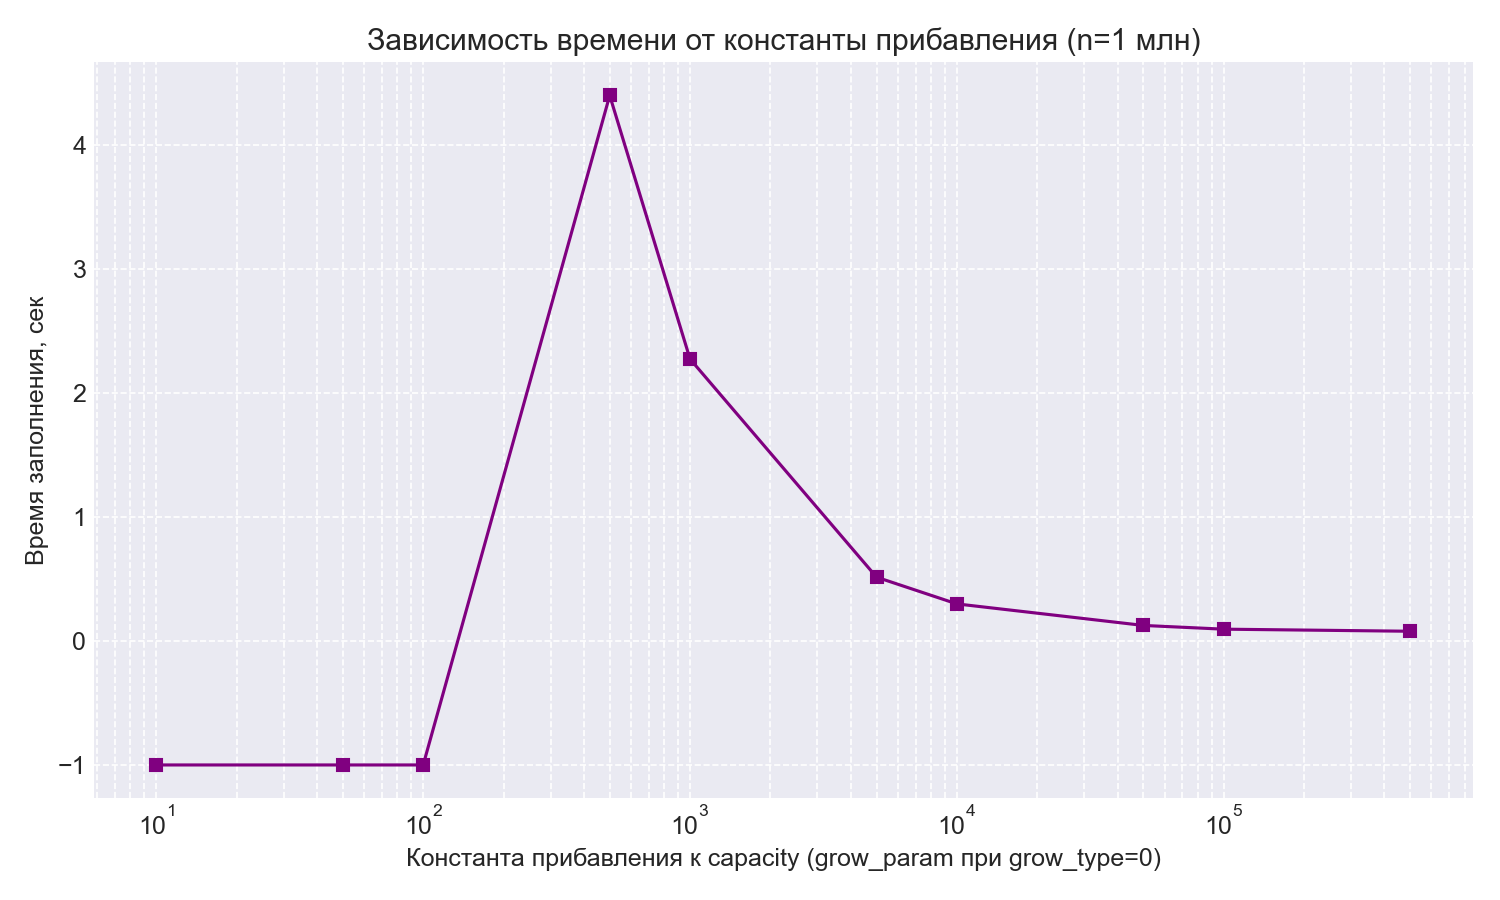 Зависимость времени от константы прибавления (n=1 млн)
Время заполнения, сек
4
3
2
1
0
−1
10^1 10^2 10^3 10^4 10^5
Константа прибавления к capacity (grow_param при grow_type=0)